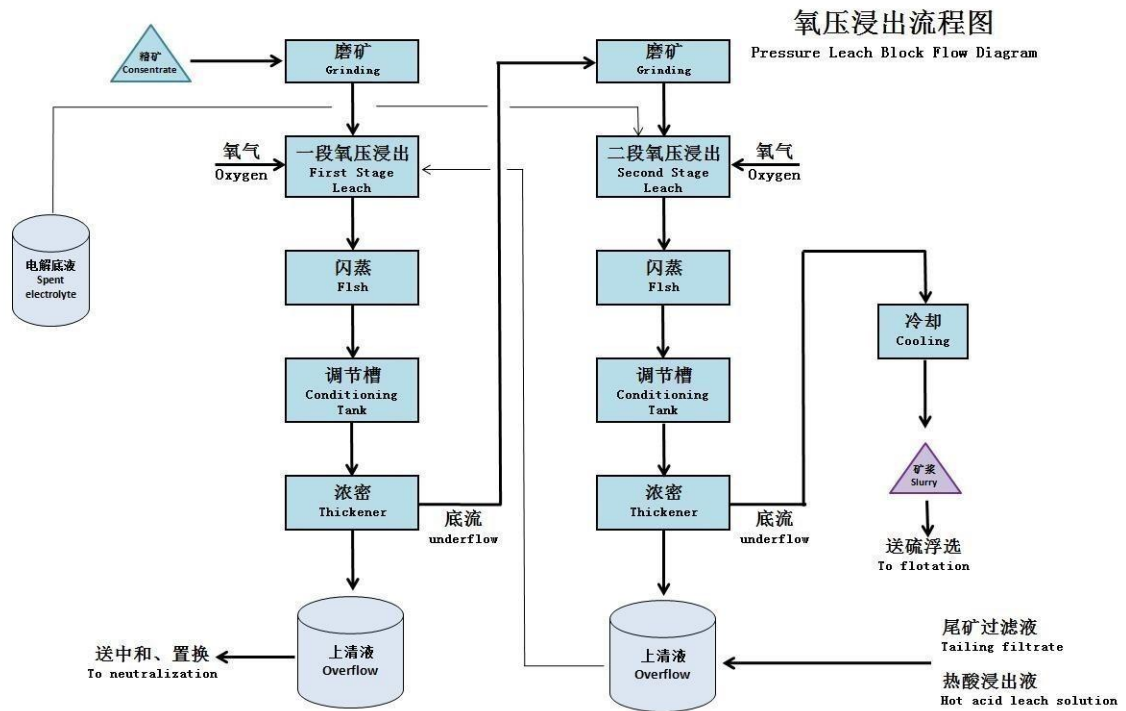 氧压浸出流程图
Pressure Leach Block Flow Diagram
精矿
Consentrate
磨矿
Grinding
氧气
Oxygen
一段氧压浸出
First Stage
Leach
电解底液
Spent
electrolyte
闪蒸
Flsh
调节槽
Conditioning
Tank
浓密
Thickener
底流
underflow
上清液
Overflow
送中和、置换
To neutralization
磨矿
Grinding
二段氧压浸出
Second Stage
Leach
氧气
Oxygen
闪蒸
Flsh
调节槽
Conditioning
Tank
浓密
Thickener
底流
underflow
上清液
Overflow
冷却
Cooling
矿浆
Slurry
送硫浮选
To flotation
尾矿过滤液
Tailing filtrate
热酸浸出液
Hot acid leach solution